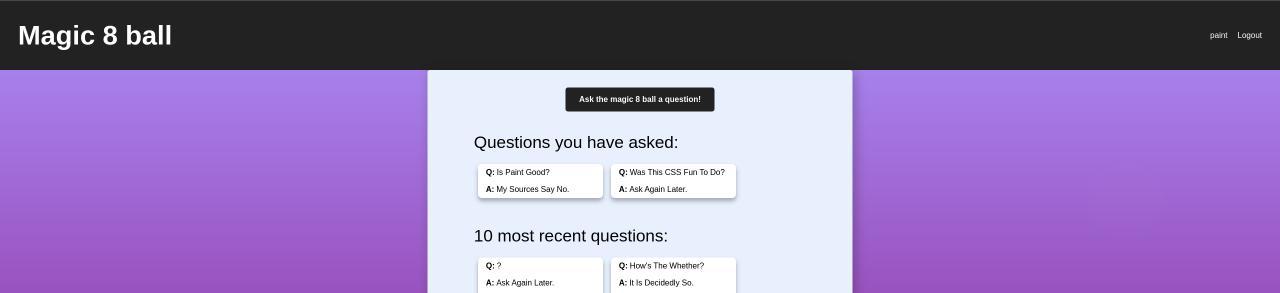 Magic 8 ball
paint Logout
Ask the magic 8 ball a question!
Questions you have asked:
Q: Is Paint Good?
A: My Sources Say No.
Q: Was This CSS Fun To Do?
A: Ask Again Later.
10 most recent questions:
Q: ?
A: Ask Again Later.
Q: How's The Whether?
A: It Is Decidedly So.